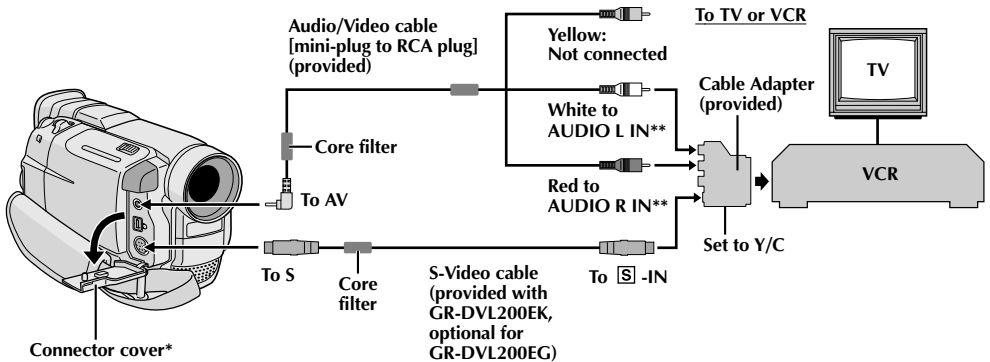 Audio/Video cable
[mini-plug to RCA plug]
(provided)
Yellow:
Not connected
To TV or VCR
TV
Cable Adapter
(provided)
White to
AUDIO L IN**
Core filter
VCR
Red to
AUDIO R IN**
To AV
Set to Y/C
To S
Core
filter
S-Video cable
(provided with
GR-DVL200EK,
optional for
GR-DVL200EG)
To S -IN
Connector cover*